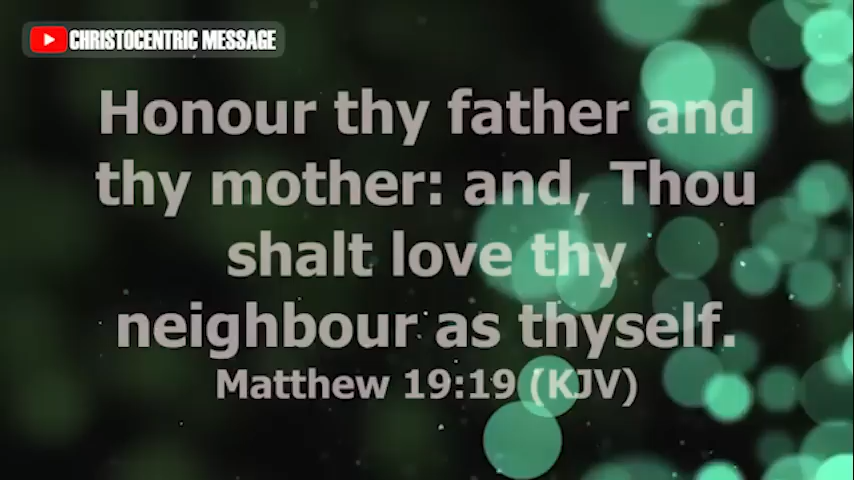 CHRISTOCENTRIC MESSAGE
Honour thy father and
thy mother: and, Thou
shalt love thy
neighbour as thyself.
Matthew 19:19 (KJV)